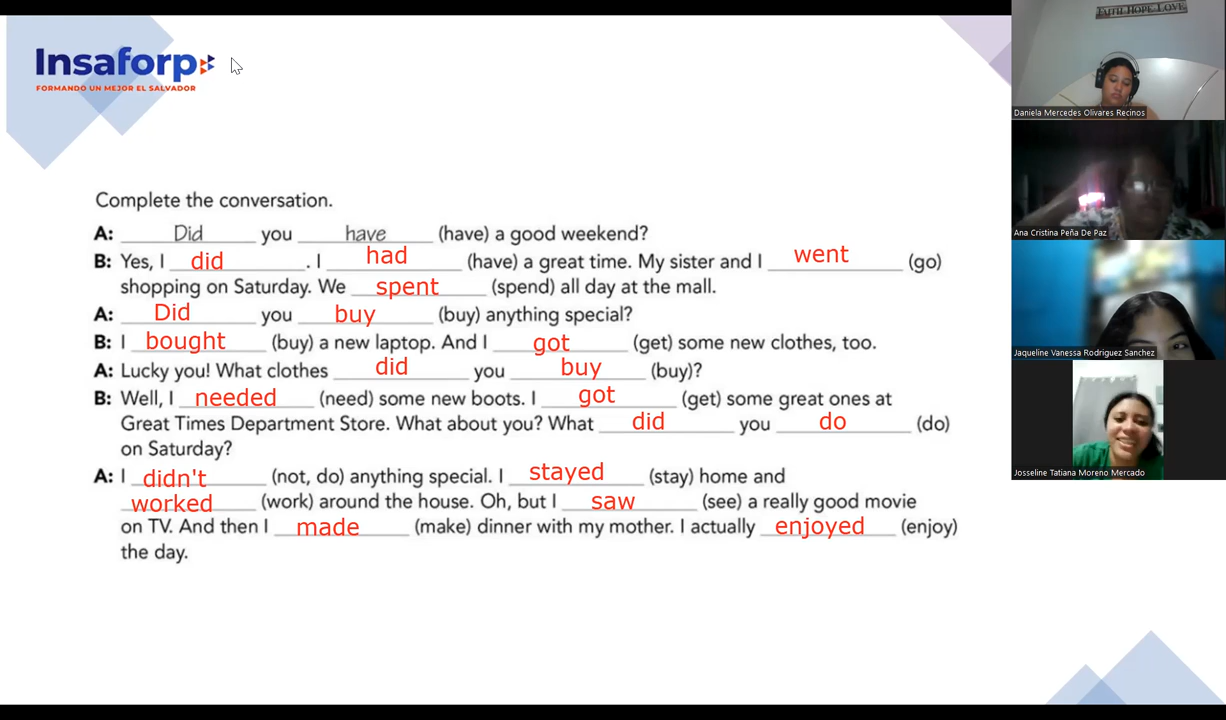 Insaforp
FORMANDO UN MEJOR EL SALVADOR
Complete the conversation.
A: Did you have (have) a good weekend?
B: Yes, I did . I had (have) a great time. My sister and I went (go)
shopping on Saturday. We spent (spend) all day at the mall.
A: Did you buy (buy) anything special?
B: I bought (buy) a new laptop. And I got (get) some new clothes, too.
A: Lucky you! What clothes did you buy (buy)?
B: Well, I needed (need) some new boots. I got (get) some great ones at
Great Times Department Store. What about you? What did you do (do)
on Saturday?
A: I didn't (not, do) anything special. I stayed (stay) home and
worked (work) around the house. Oh, but I saw (see) a really good movie
on TV. And then I made (make) dinner with my mother. I actually enjoyed (enjoy)
the day.
FAITH HOPE LOVE
Daniela Mercedes Olivares Recinos
Ana Cristina Peña De Paz
Jaqueline Vanessa Rodriguez Sanchez
Josseline Tatiana Moreno Mercado